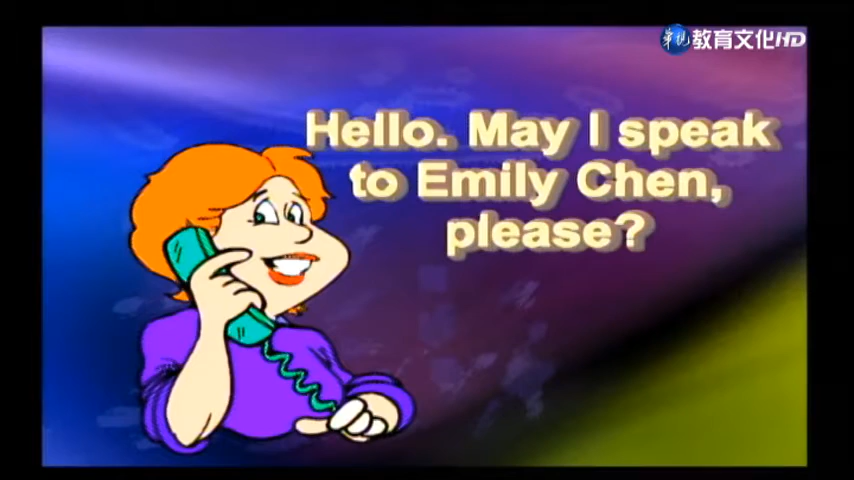 華視 教育文化HD
Hello. May I speak
to Emily Chen,
please?